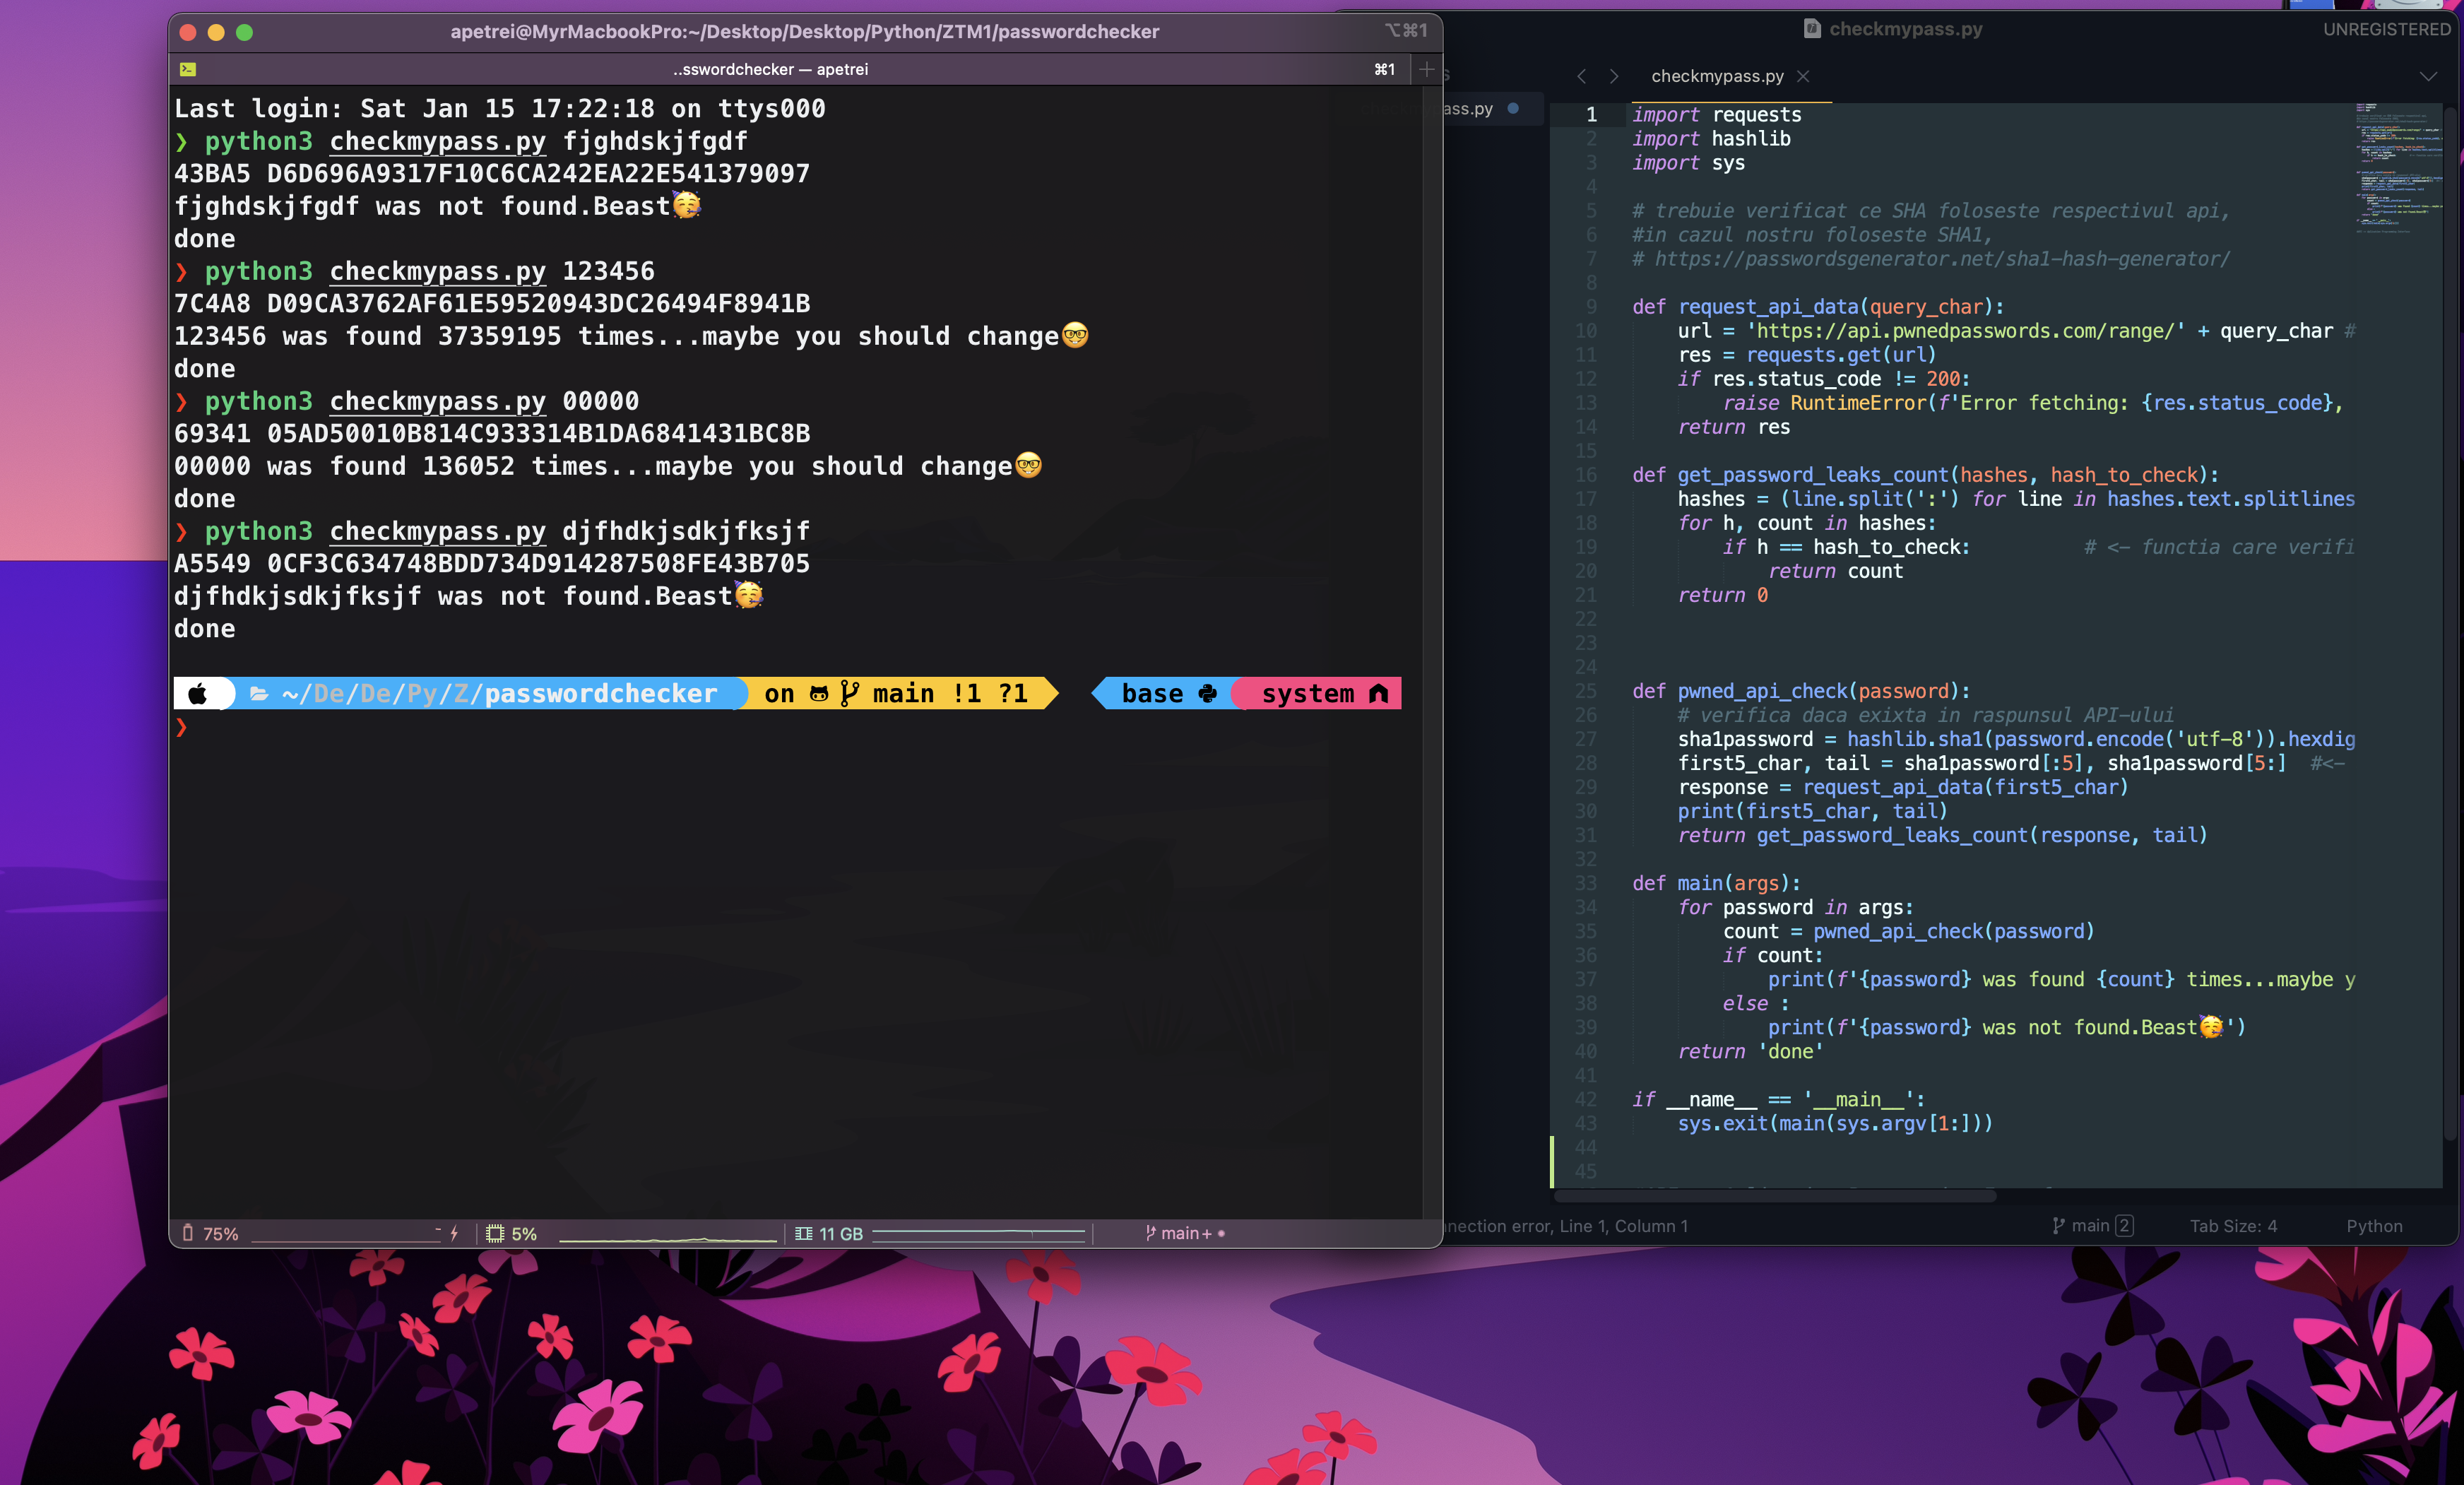 apetrei@MyrMacbookPro:~/Desktop/Desktop/Python/ZTM1/passwordchecker
⌥⌘1
..sswordchecker — apetrei
⌘1
Last login: Sat Jan 15 17:22:18 on ttys000
❯ python3 checkmypass.py fjghdskjfgdf
43BA5 D6D696A9317F10C6CA242EA22E541379097
fjghdskjfgdf was not found.Beast🥳
done
❯ python3 checkmypass.py 123456
7C4A8 D09CA3762AF61E59520943DC26494F8941B
123456 was found 37359195 times...maybe you should change🤓
done
❯ python3 checkmypass.py 00000
69341 05AD50010B814C933314B1DA6841431BC8B
00000 was found 136052 times...maybe you should change🤓
done
❯ python3 checkmypass.py djfhdkjsdkjfksjf
A5549 0CF3C634748BDD734D914287508FE43B705
djfhdkjsdkjfksjf was not found.Beast🥳
done
~/De/De/Py/Z/passwordchecker on main !1 ?1 base system
❯
75% 5% 11 GB main+
checkmypass.py
UNREGISTERED
checkmypass.py
ass.py
1 import requests
2 import hashlib
3 import sys
4
5 # trebuie verificat ce SHA foloseste respectivul api,
6 #in cazul nostru foloseste SHA1,
7 # https://passwordsgenerator.net/sha1-hash-generator/
8
9 def request_api_data(query_char):
10 url = 'https://api.pwnedpasswords.com/range/' + query_char #
11 res = requests.get(url)
12 if res.status_code != 200:
13 raise RuntimeError(f'Error fetching: {res.status_code},
14 return res
15
16 def get_password_leaks_count(hashes, hash_to_check):
17 hashes = (line.split(':') for line in hashes.text.splitlines
18 for h, count in hashes:
19 if h == hash_to_check: # <- functia care verifi
20 return count
21 return 0
22
23
24
25 def pwned_api_check(password):
26 # verifica daca exixta in raspunsul API-ului
27 sha1password = hashlib.sha1(password.encode('utf-8')).hexdig
28 first5_char, tail = sha1password[:5], sha1password[5:] #<-
29 response = request_api_data(first5_char)
30 print(first5_char, tail)
31 return get_password_leaks_count(response, tail)
32
33 def main(args):
34 for password in args:
35 count = pwned_api_check(password)
36 if count:
37 print(f'{password} was found {count} times...maybe y
38 else :
39 print(f'{password} was not found.Beast🥳')
40 return 'done'
41
42 if __name__ == '__main__':
43 sys.exit(main(sys.argv[1:]))
44
45
nection error, Line 1, Column 1
main 2
Tab Size: 4
Python